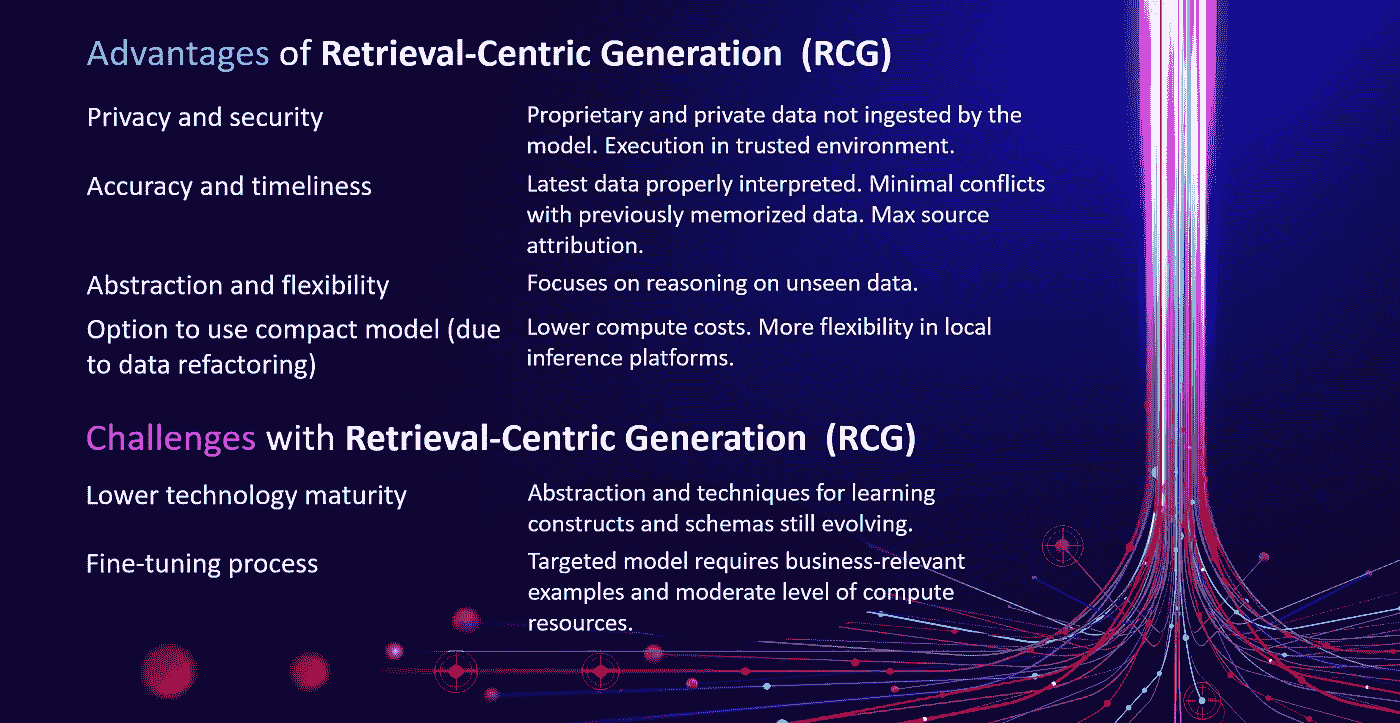 Advantages of Retrieval-Centric Generation (RCG)
Privacy and security
Proprietary and private data not ingested by the
model. Execution in trusted environment.
Accuracy and timeliness
Latest data properly interpreted. Minimal conflicts
with previously memorized data. Max source
attribution.
Abstraction and flexibility
Focuses on reasoning on unseen data.
Option to use compact model (due
to data refactoring)
Lower compute costs. More flexibility in local
inference platforms.
Challenges with Retrieval-Centric Generation (RCG)
Lower technology maturity
Abstraction and techniques for learning
constructs and schemas still evolving.
Fine-tuning process
Targeted model requires business-relevant
examples and moderate level of compute
resources.